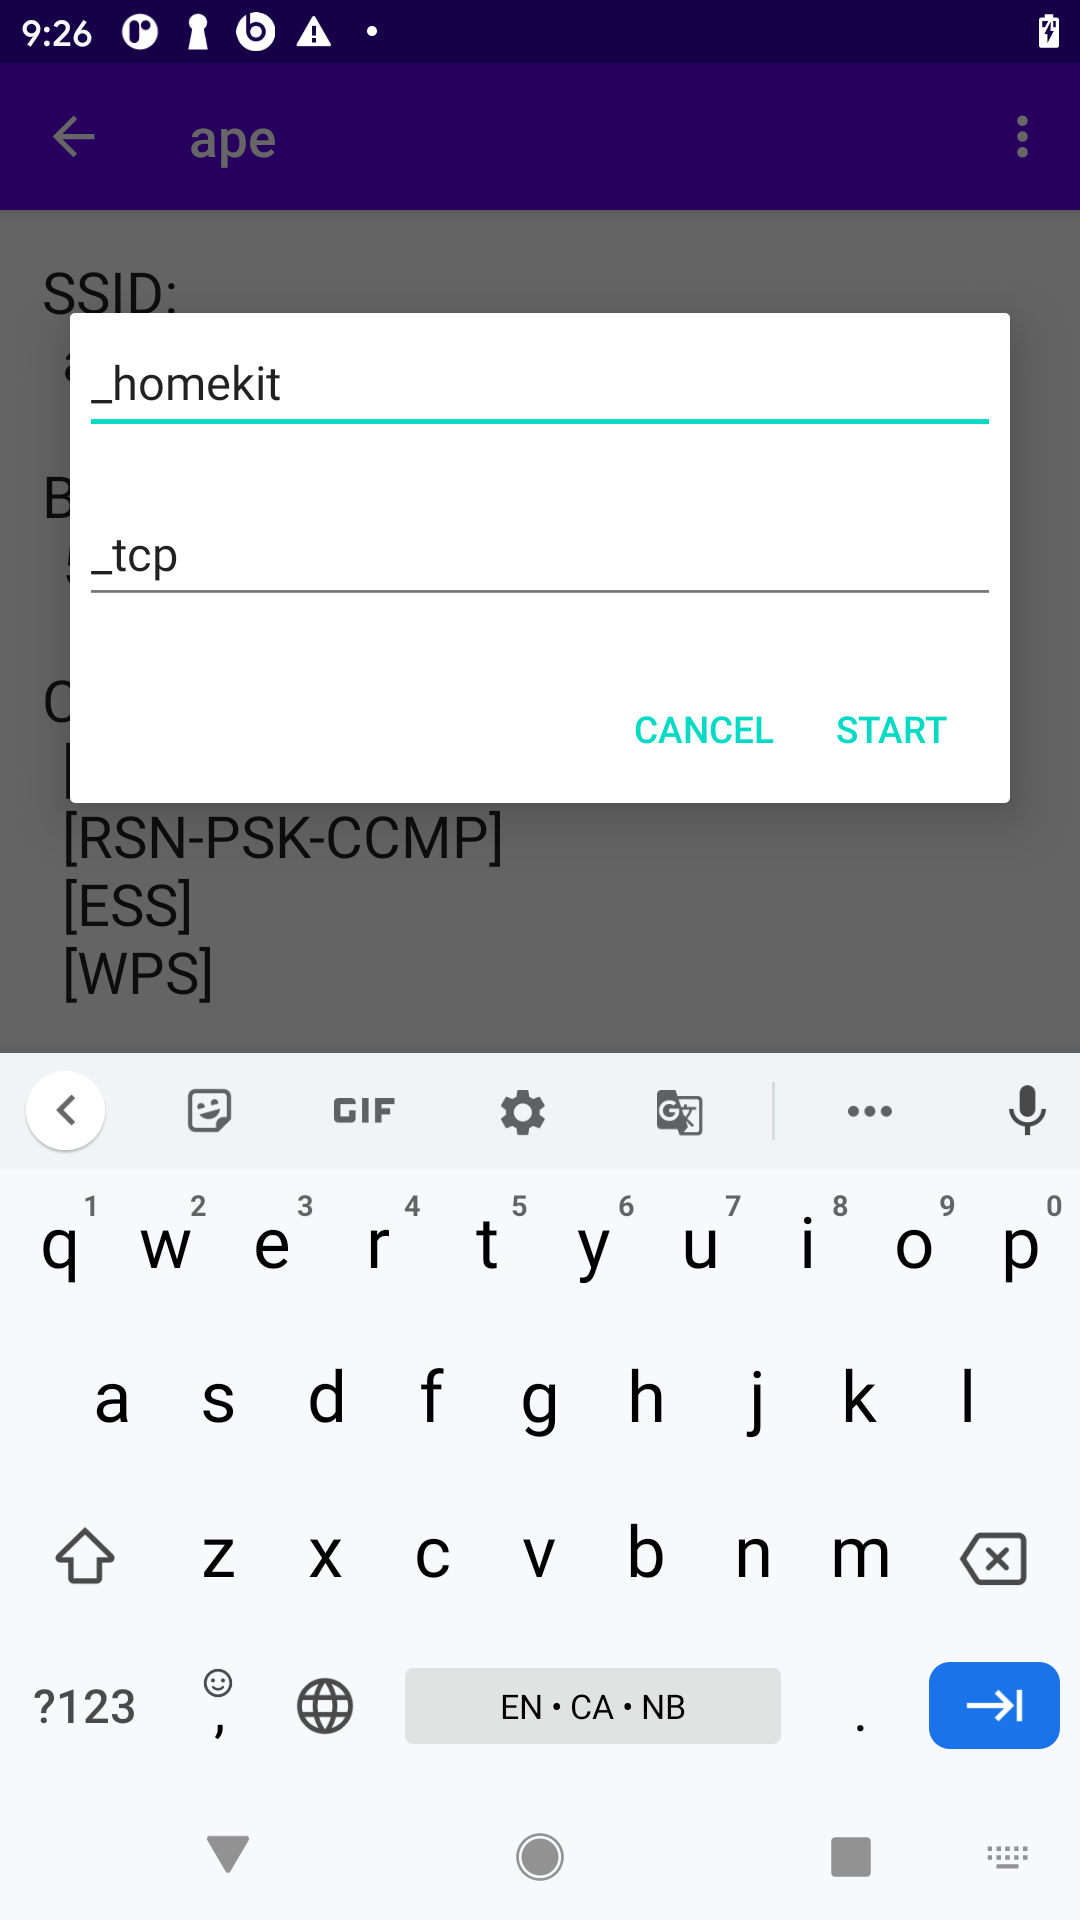 9:26
ape
SSID:
_homekit
_tcp
CANCEL START
[RSN-PSK-CCMP]
[ESS]
[WPS]
GIF
1 2 3 4 5 6 7 8 9 0
q w e r t y u i o p
a s d f g h j k l
z x c v b n m
?123 , EN • CA • NB .